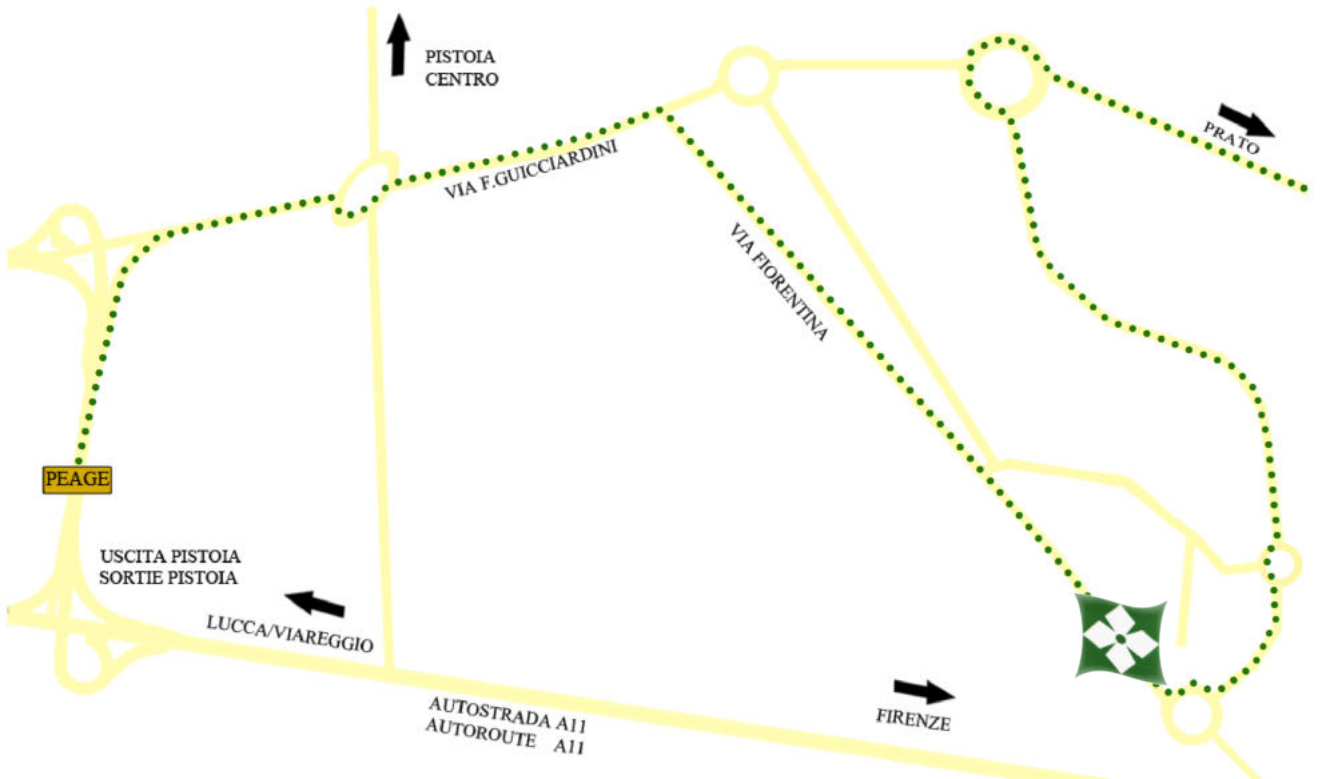 PISTOIA
CENTRO
PRATO
VIA F.GUICCIARDINI
VIA FIORENTINA
PEAGE
USCITA PISTOIA
SORTIE PISTOIA
LUCCA/VIAREGGIO
FIRENZE
AUTOSTRADA A11
AUTOROUTE A11